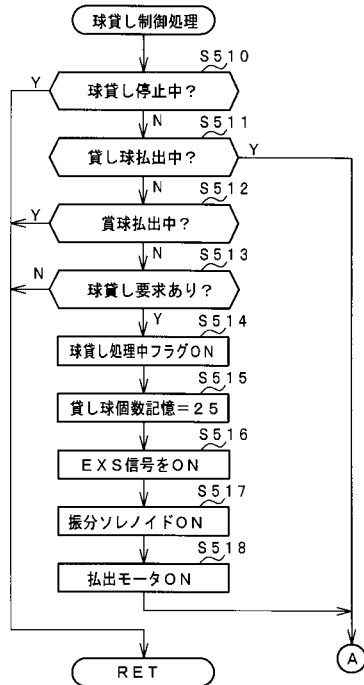 球貸し制御処理
S510
Y
球貸し停止中？
N
S511
貸し球払出中？
Y
N
S512
Y
賞球払出中？
N
S513
N
球貸し要求あり？
Y
S514
球貸し処理中フラグON
S515
貸し球個数記憶＝25
S516
EXS信号をON
S517
振分ソレノイドON
S518
払出モータON
RET
A